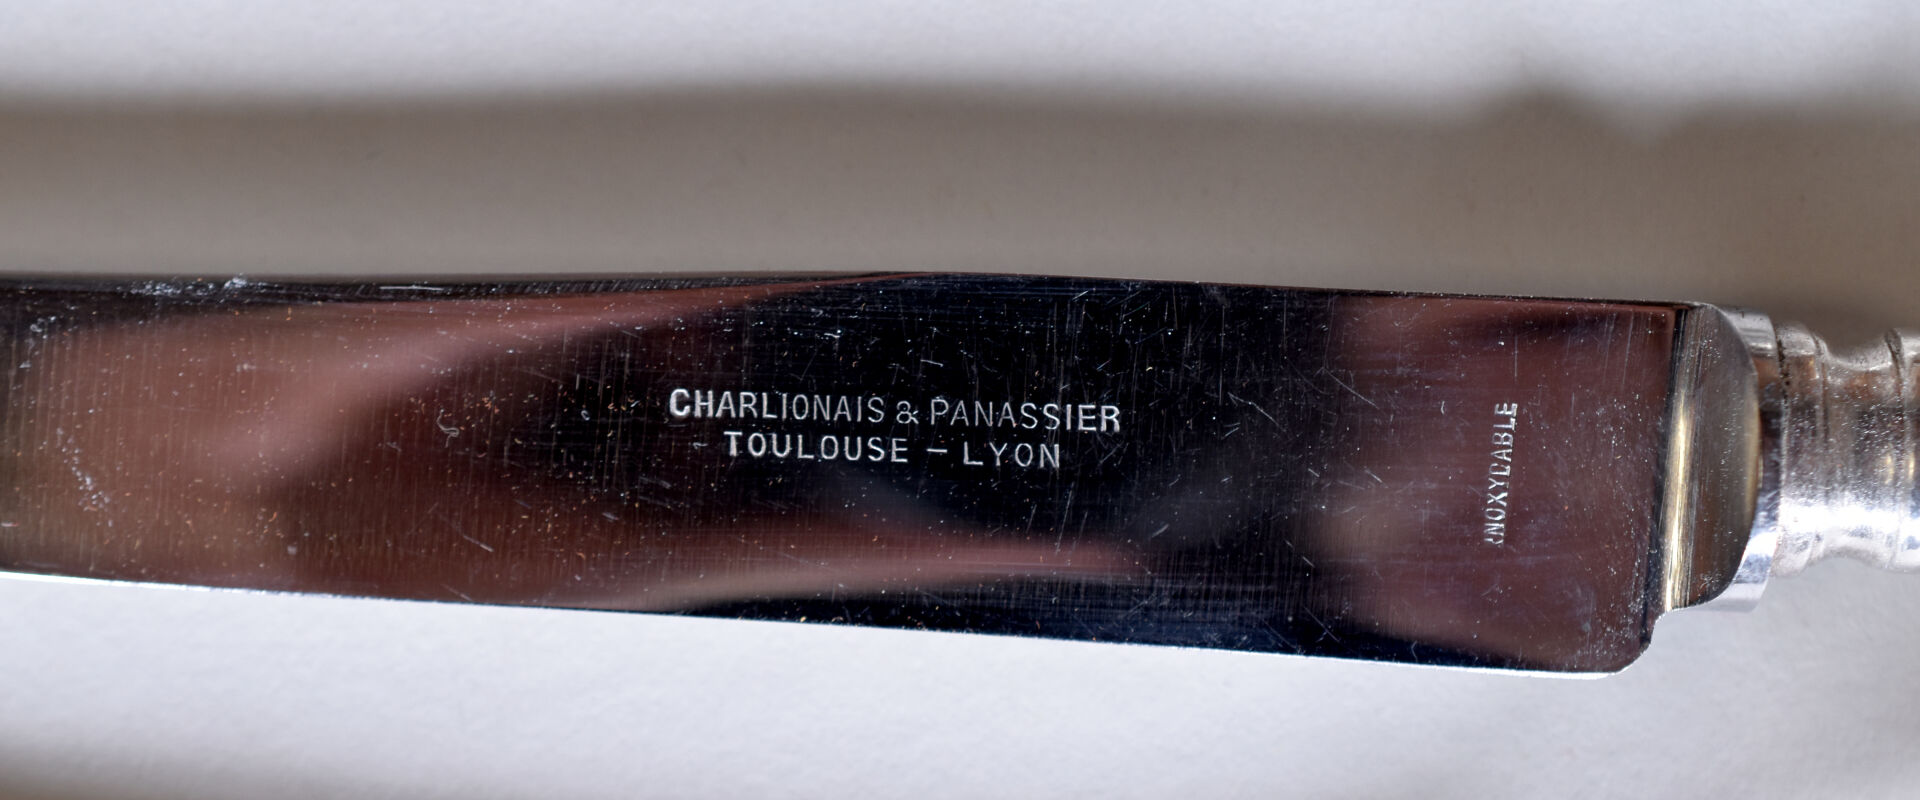 CHARLIONAIS & PANASSIER
TOULOUSE – LYON
INOXYDABLE